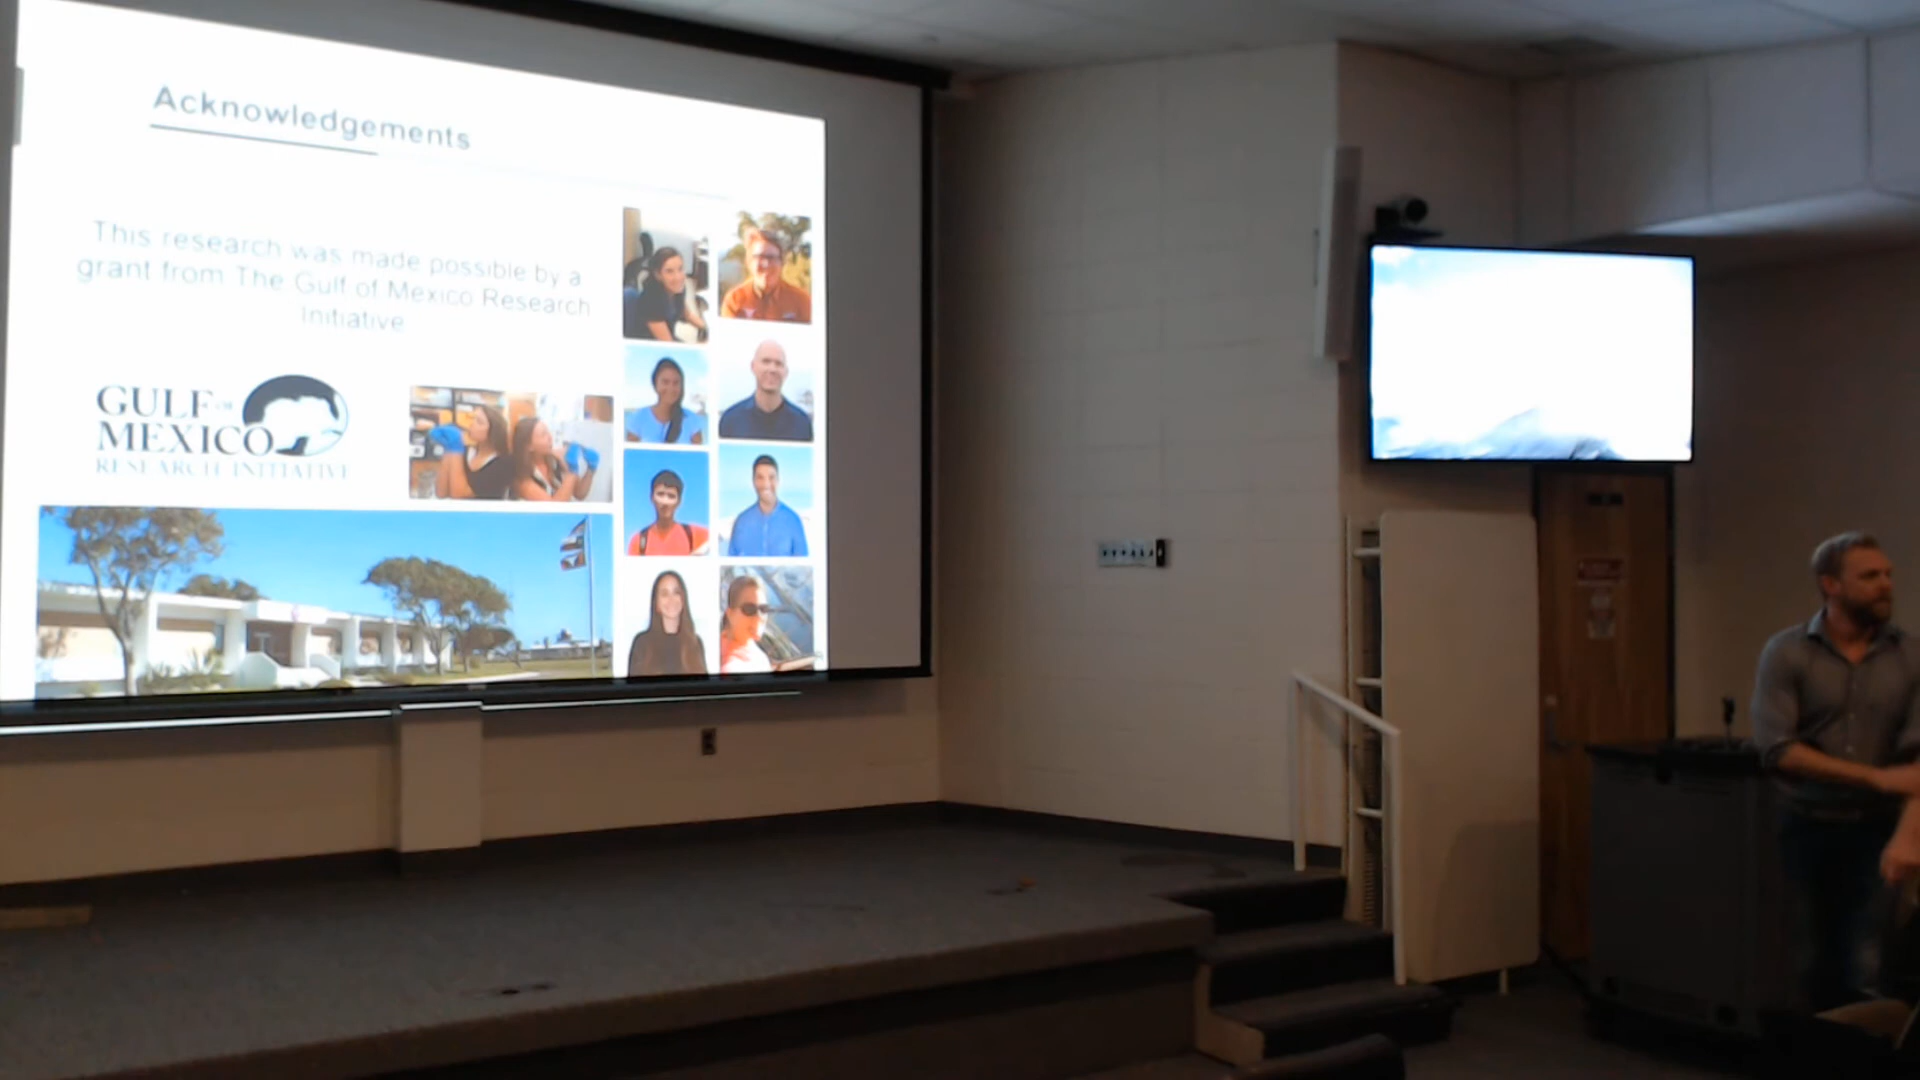 Acknowledgements
This research was made possible by a
grant from The Gulf of Mexico Research
Initiative
GULF OF
MEXICO
RESEARCH INITIATIVE